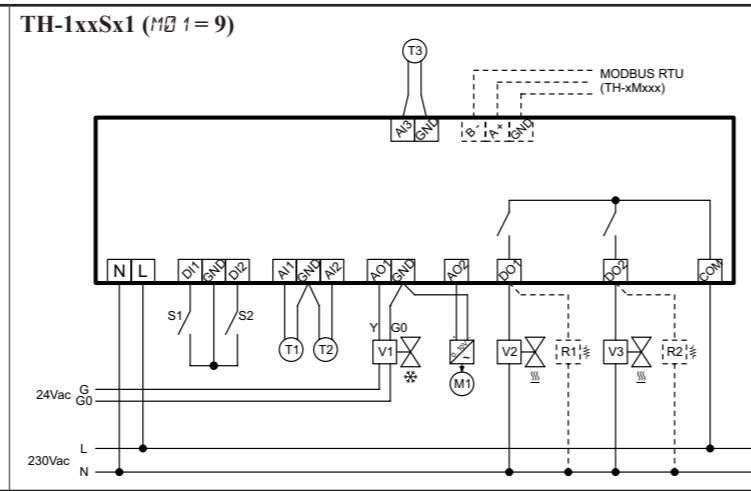 TH-1xxSx1 (M01 = 9)
T3
MODBUS RTU
(TH-xMxxx)
AI3 GND B - A + GND
N L DI1 GND DI2 AI1 GND AI2 AO1 GND AO2 DO1 DO2 COM
S1 S2 Y G0
T1 T2 V1 0...10V ~ V2 R1 V3 R2
M1
24Vac G
G0
L
230Vac
N